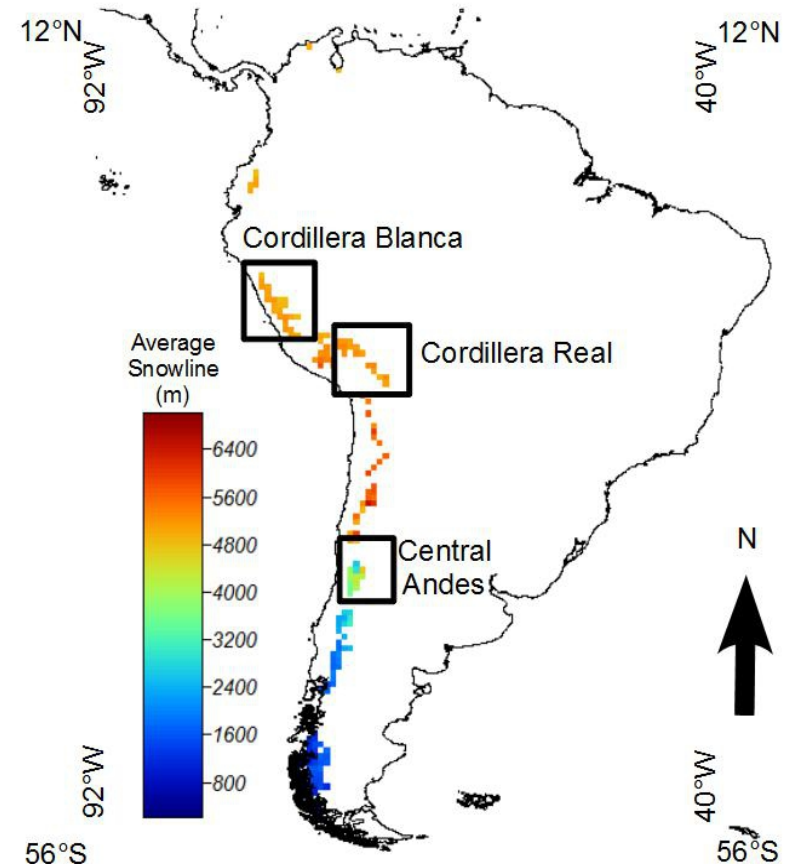 12°N
12°N
92°W
40°W
Cordillera Blanca
Average
Snowline
(m)
Cordillera Real
6400
5600
4800
4000
3200
2400
1600
800
Central
Andes
N
92°W
40°W
56°S
56°S